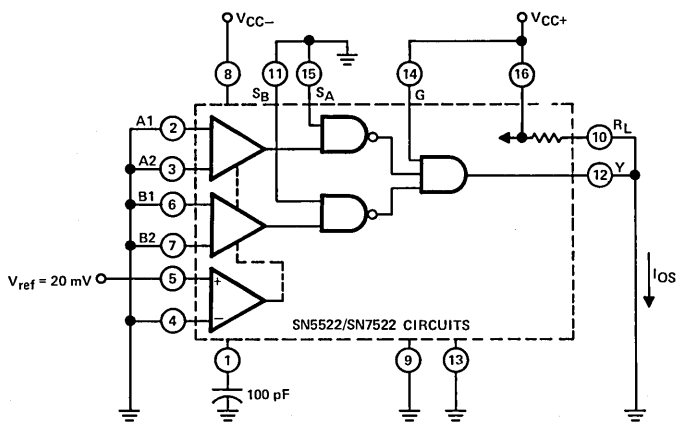 VCC−
VCC+
8
11
15
14
16
SB
SA
G
A1
2
RL
10
A2
3
Y
12
B1
6
B2
7
Vref = 20 mV
5
+
IOS
4
−
SN5522/SN7522 CIRCUITS
1
9
13
100 pF